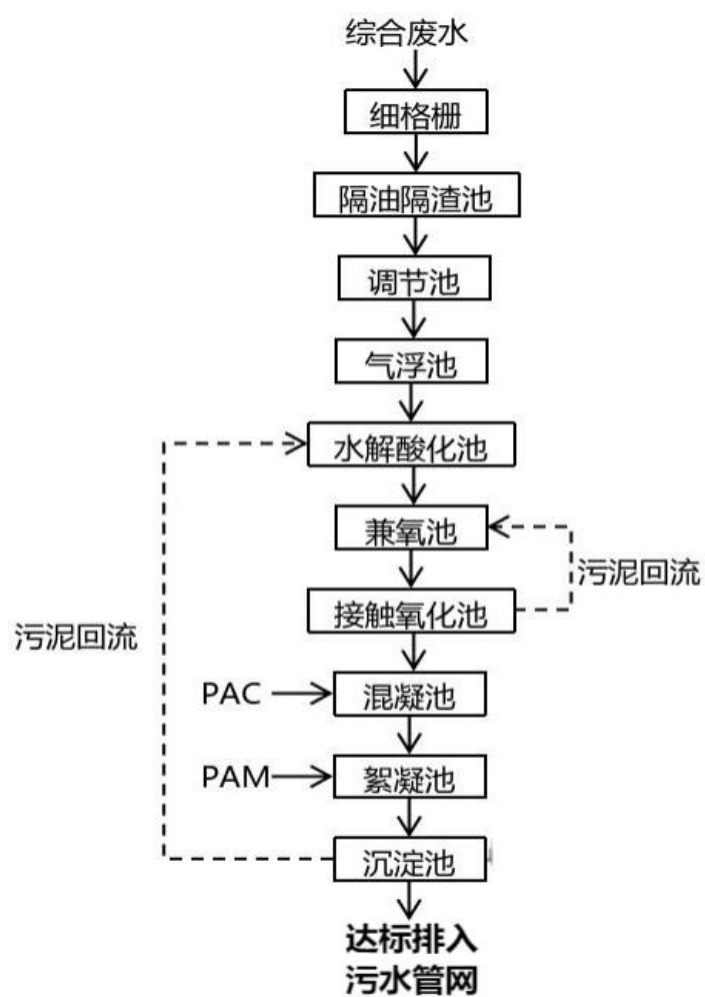 综合废水
细格栅
隔油隔渣池
调节池
气浮池
水解酸化池
兼氧池
污泥回流
接触氧化池
污泥回流
PAC
混凝池
PAM
絮凝池
沉淀池
达标排入
污水管网